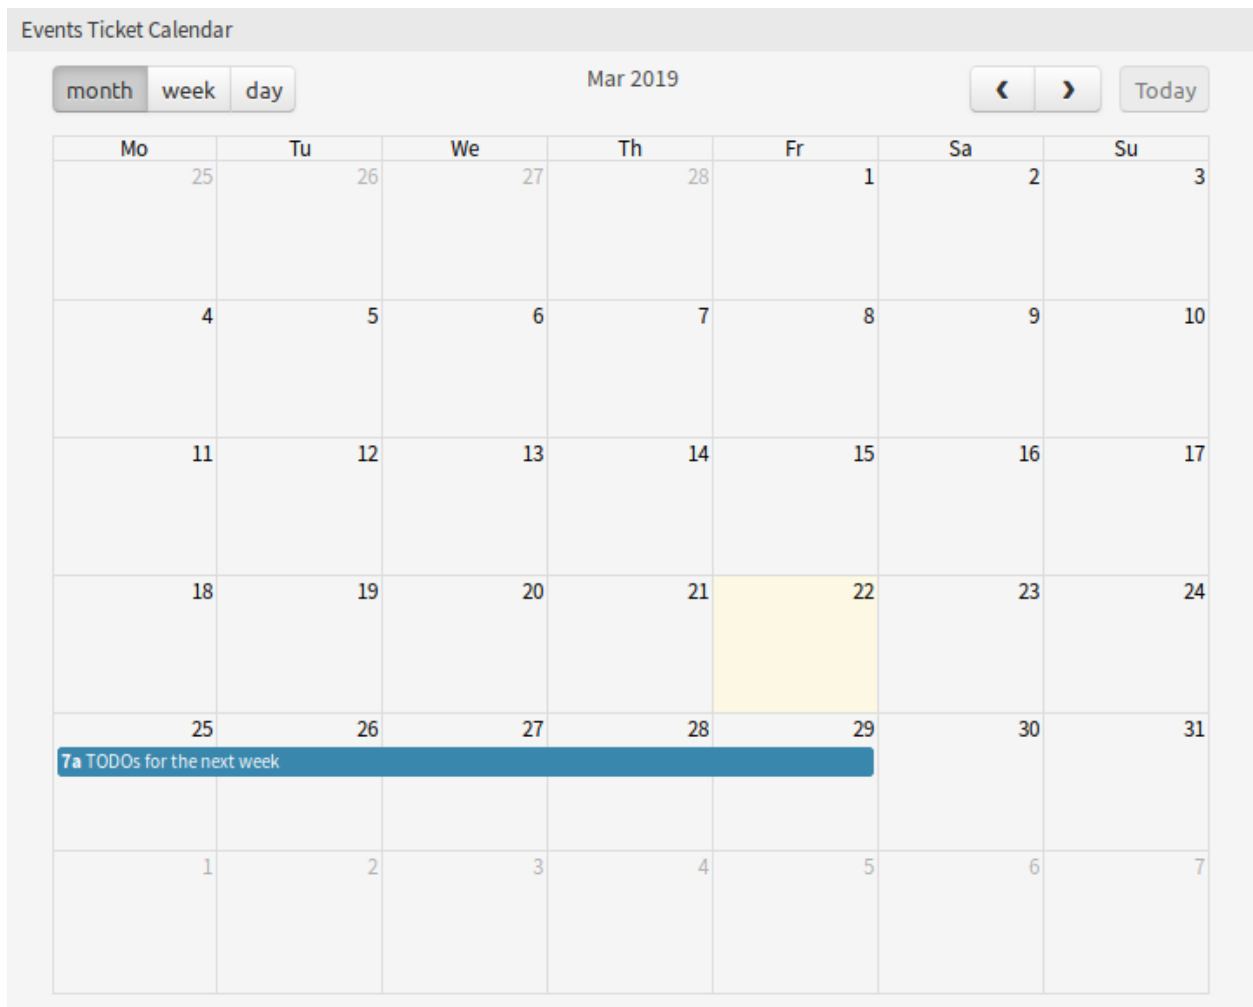 Events Ticket Calendar
month week day Mar 2019 ❮ ❯ Today
Mo Tu We Th Fr Sa Su
25 26 27 28 1 2 3
4 5 6 7 8 9 10
11 12 13 14 15 16 17
18 19 20 21 22 23 24
25 26 27 28 29 30 31
7a TODOs for the next week
1 2 3 4 5 6 7